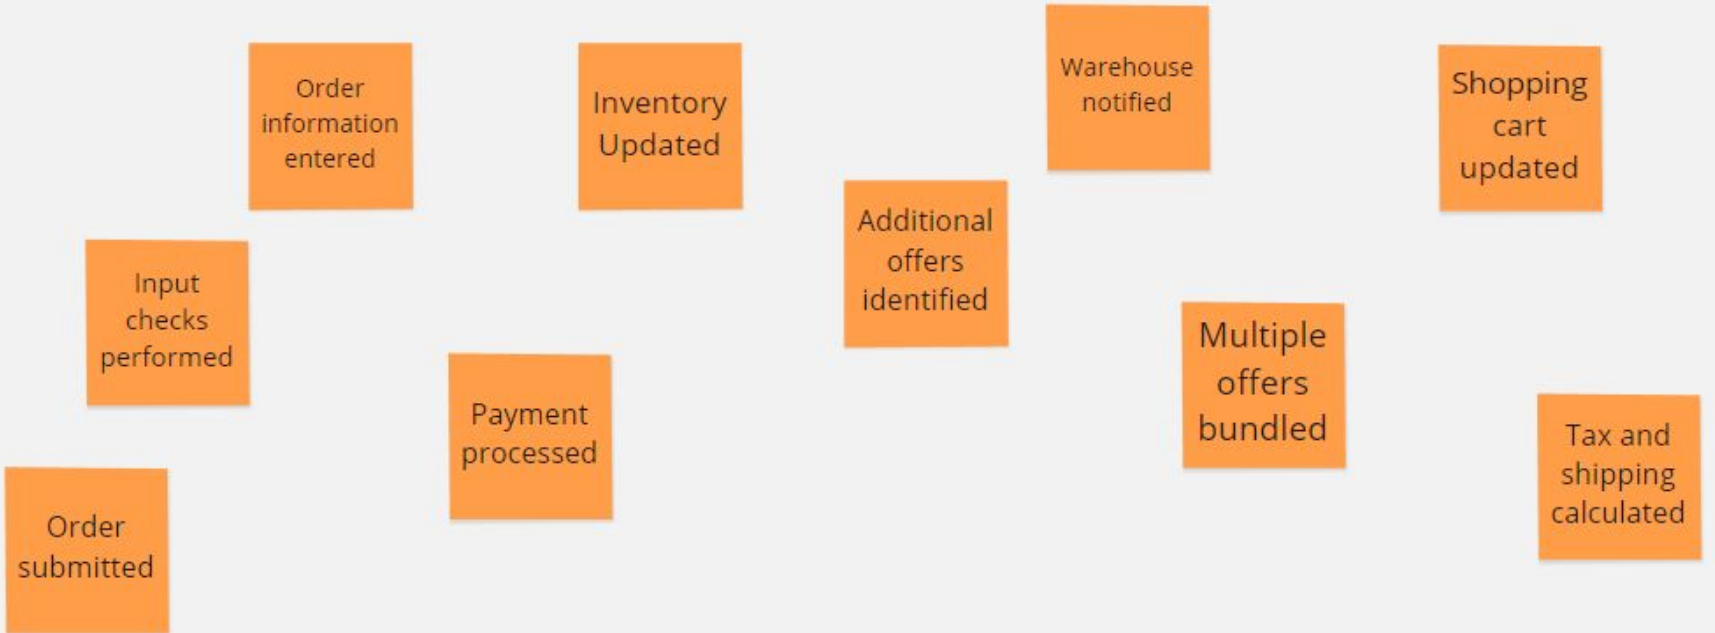 Order
information
entered
Inventory
Updated
Warehouse
notified
Shopping
cart
updated
Additional
offers
identified
Input
checks
performed
Multiple
offers
bundled
Payment
processed
Tax and
shipping
calculated
Order
submitted